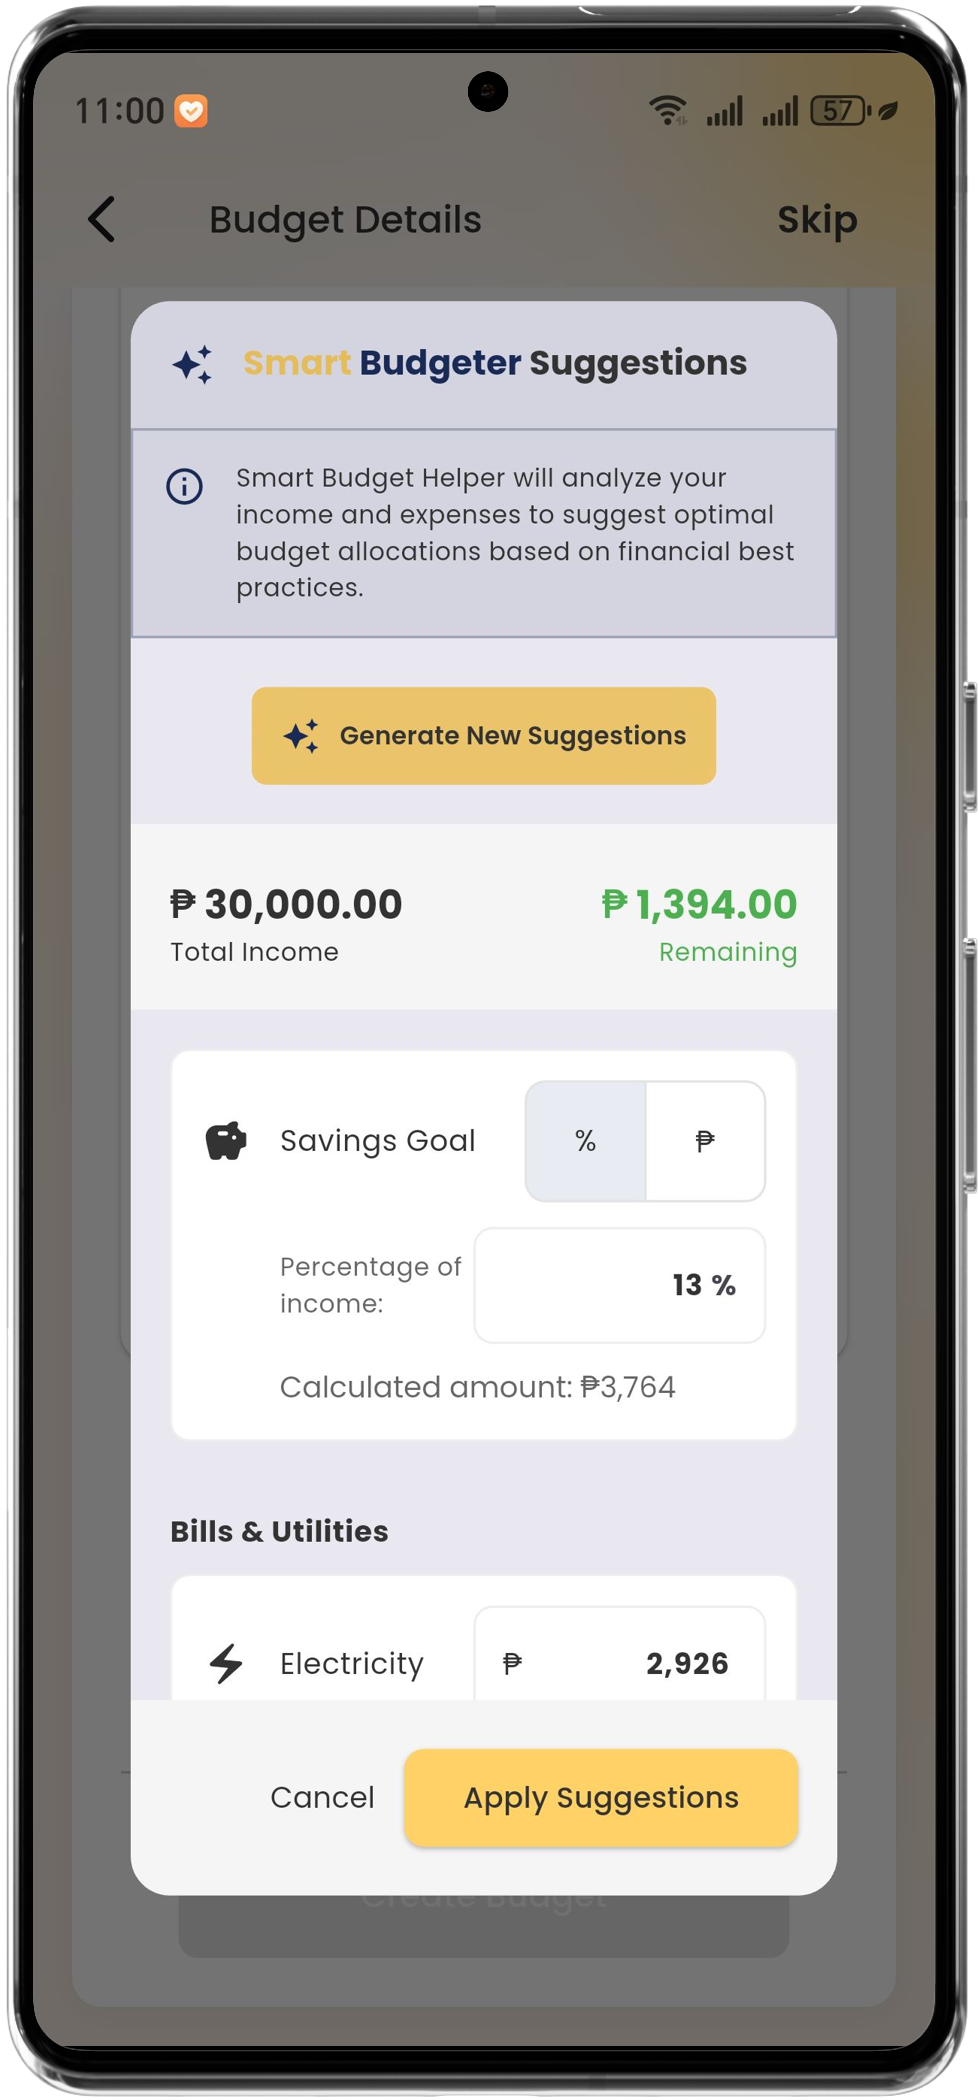 11:00
57
Budget Details
Skip
Smart Budgeter Suggestions
Smart Budget Helper will analyze your
income and expenses to suggest optimal
budget allocations based on financial best
practices.
Generate New Suggestions
₱ 30,000.00
₱ 1,394.00
Total Income
Remaining
Savings Goal
%
₱
Percentage of
income:
13 %
Calculated amount: ₱3,764
Bills & Utilities
Electricity
₱
2,926
Cancel
Apply Suggestions
Create Budget